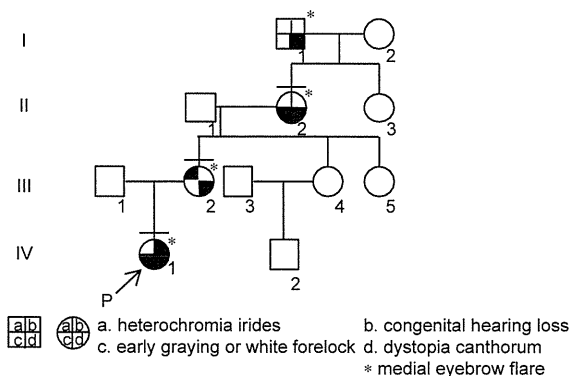 I
* 1 2
II
1 * 2 3
III
1 * 2 3 4 5
IV
* 1 2
P
a b a b a. heterochromia irides b. congenital hearing loss
c d c d c. early graying or white forelock d. dystopia canthorum
* medial eyebrow flare